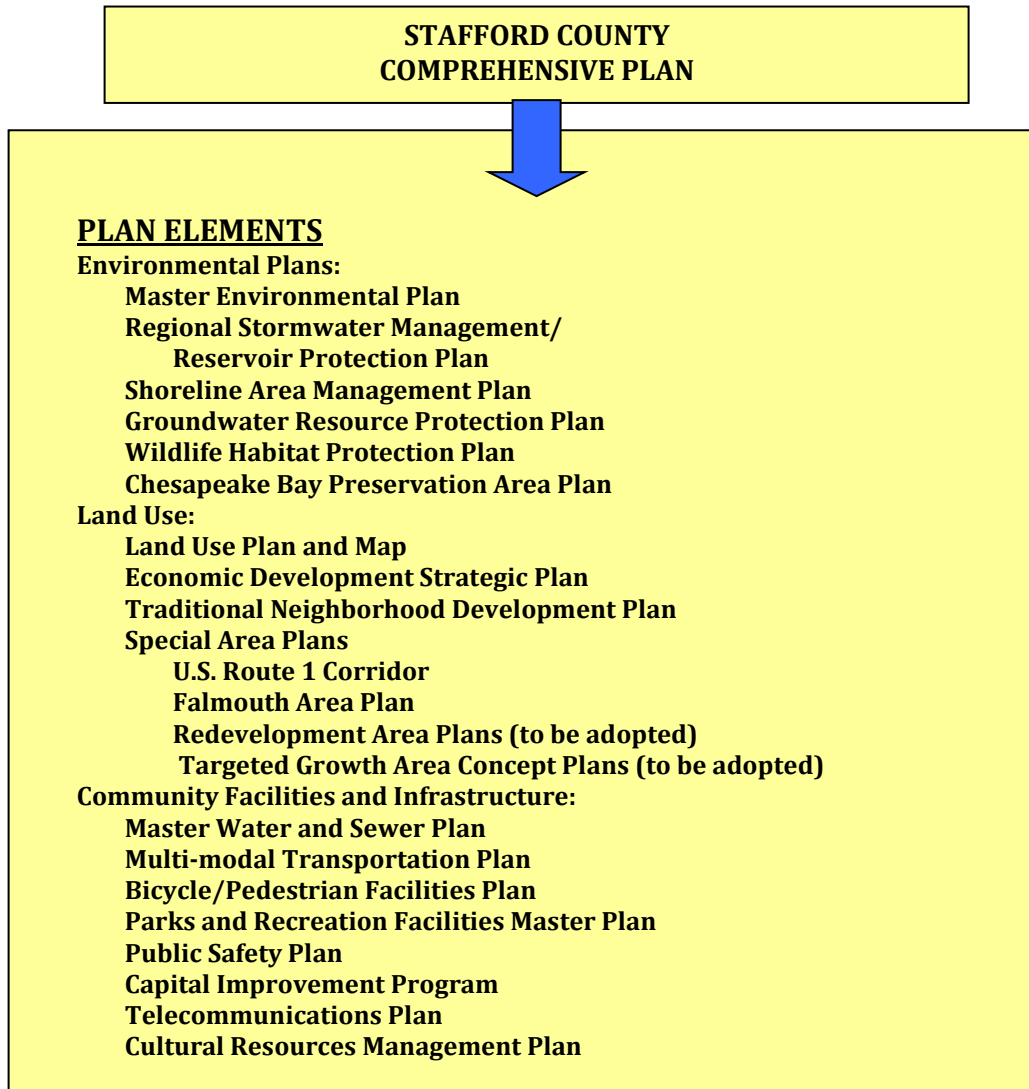 STAFFORD COUNTY
COMPREHENSIVE PLAN
PLAN ELEMENTS
Environmental Plans:
Master Environmental Plan
Regional Stormwater Management/
Reservoir Protection Plan
Shoreline Area Management Plan
Groundwater Resource Protection Plan
Wildlife Habitat Protection Plan
Chesapeake Bay Preservation Area Plan
Land Use:
Land Use Plan and Map
Economic Development Strategic Plan
Traditional Neighborhood Development Plan
Special Area Plans
U.S. Route 1 Corridor
Falmouth Area Plan
Redevelopment Area Plans (to be adopted)
Targeted Growth Area Concept Plans (to be adopted)
Community Facilities and Infrastructure:
Master Water and Sewer Plan
Multi-modal Transportation Plan
Bicycle/Pedestrian Facilities Plan
Parks and Recreation Facilities Master Plan
Public Safety Plan
Capital Improvement Program
Telecommunications Plan
Cultural Resources Management Plan